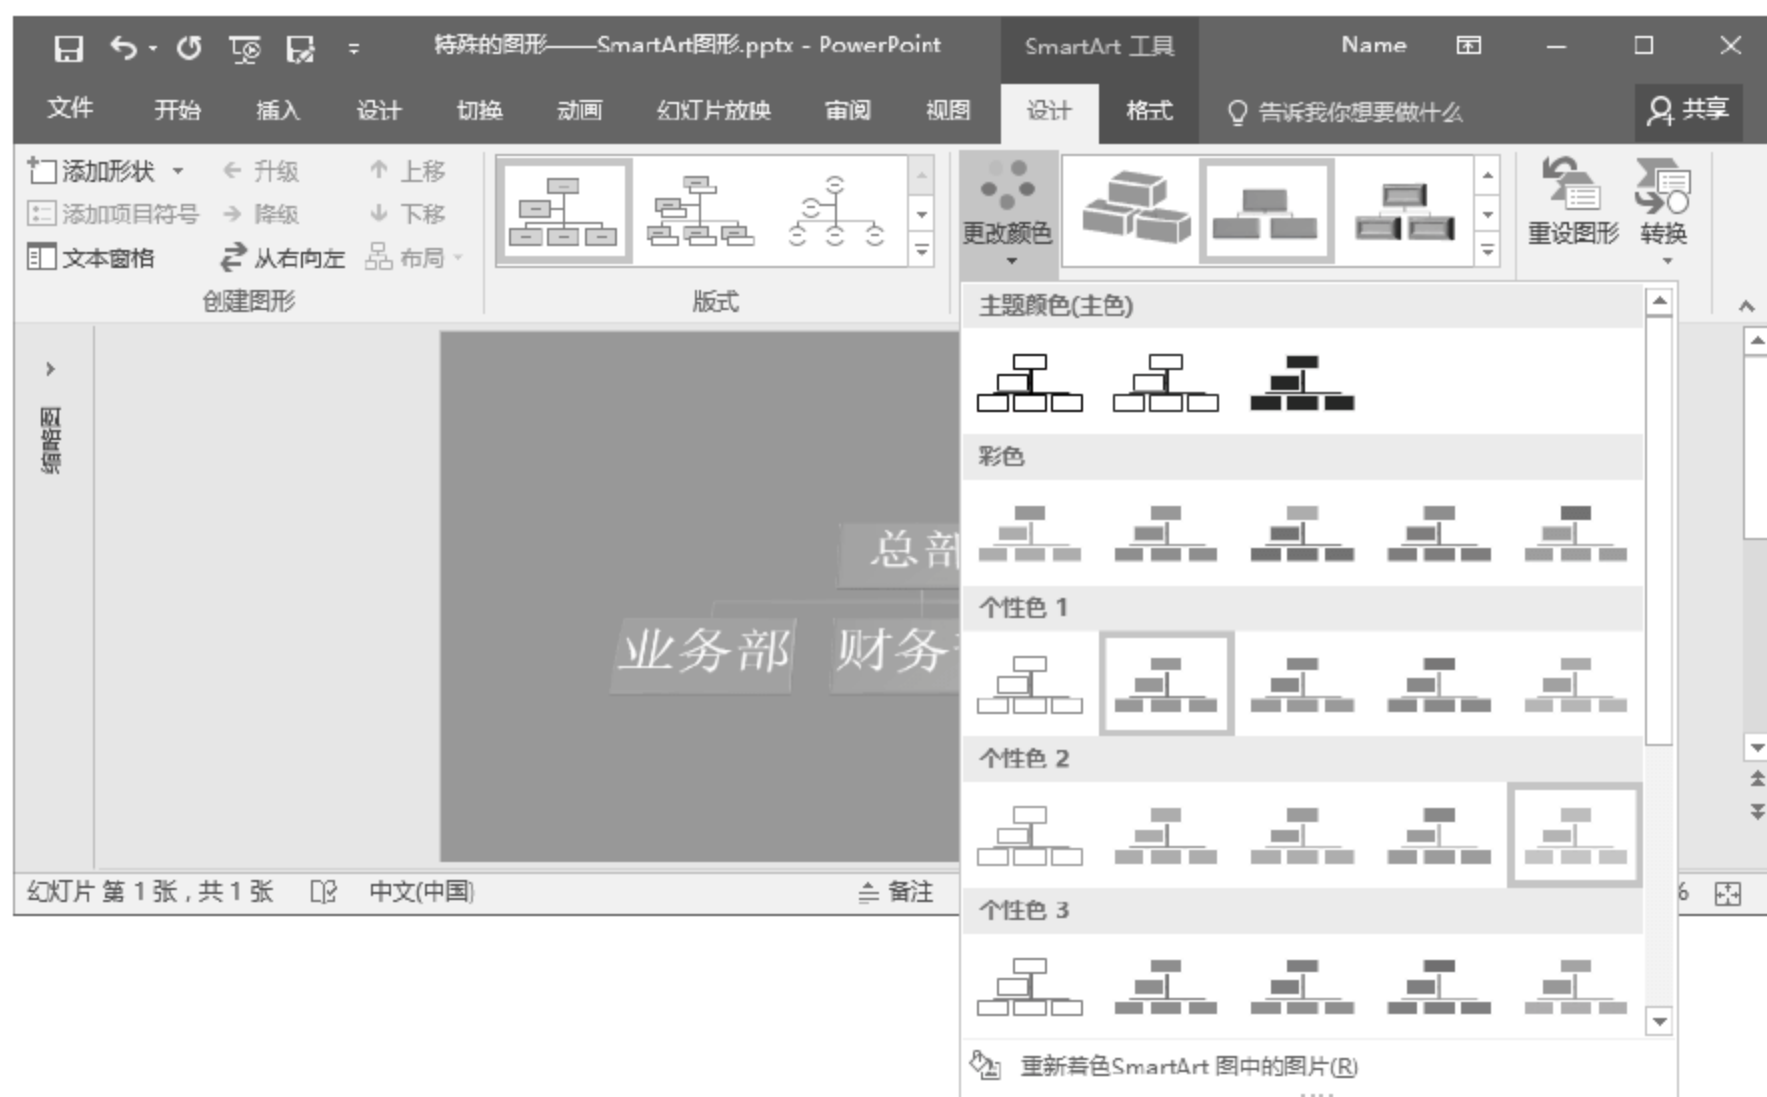 特殊的图形——SmartArt图形.pptx - PowerPoint
SmartArt 工具
Name
文件 开始 插入 设计 切换 动画 幻灯片放映 审阅 视图 设计 格式 告诉我你想要做什么 共享
添加形状 升级 上移
添加项目符号 降级 下移
文本窗格 从右向左 布局
创建图形
版式
更改颜色
重设图形 转换
主题颜色(主色)
彩色
个性色 1
个性色 2
个性色 3
重新着色SmartArt 图中的图片(R)
缩略图
总部
业务部 财务
幻灯片 第 1 张，共 1 张 中文(中国) 备注 %